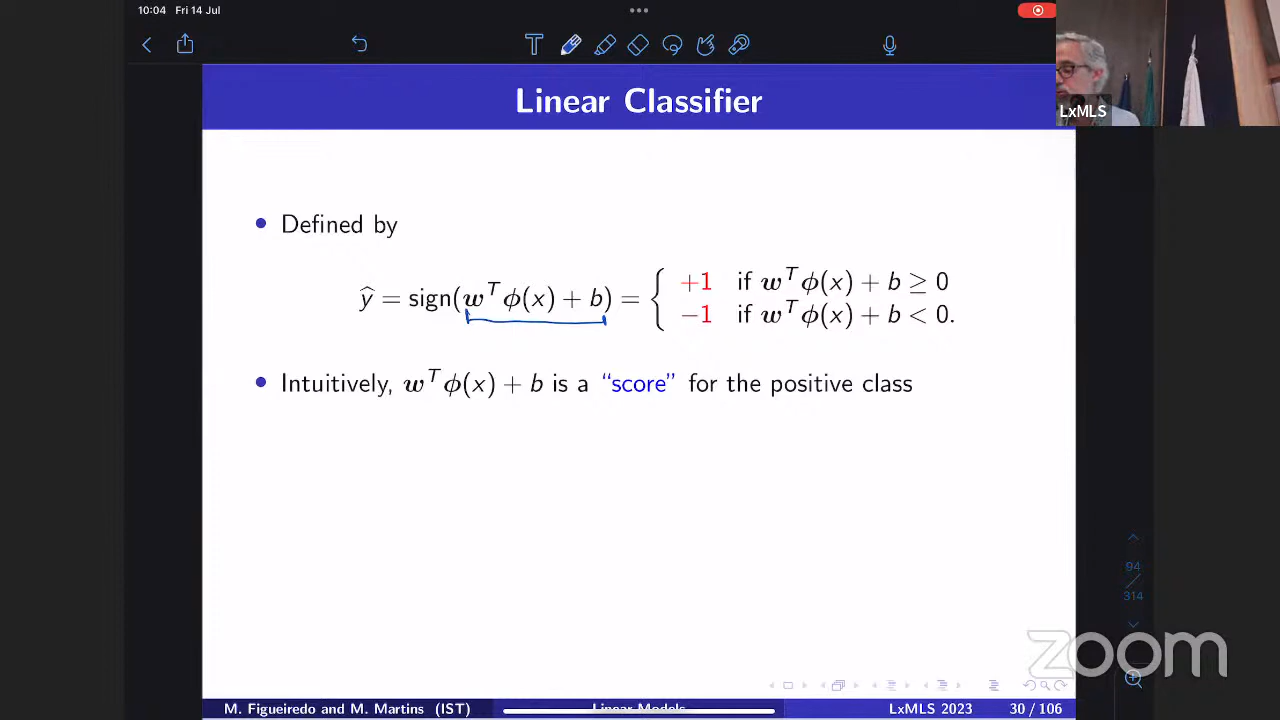 10:04 Fri 14 Jul
Linear Classifier
LxMLS
• Defined by
ŷ = sign(wᵀϕ(x) + b) = { +1 if wᵀϕ(x) + b ≥ 0
−1 if wᵀϕ(x) + b < 0.
• Intuitively, wᵀϕ(x) + b is a “score” for the positive class
94
314
zoom
M. Figueiredo and M. Martins (IST) Linear Models LxMLS 2023 30 / 106